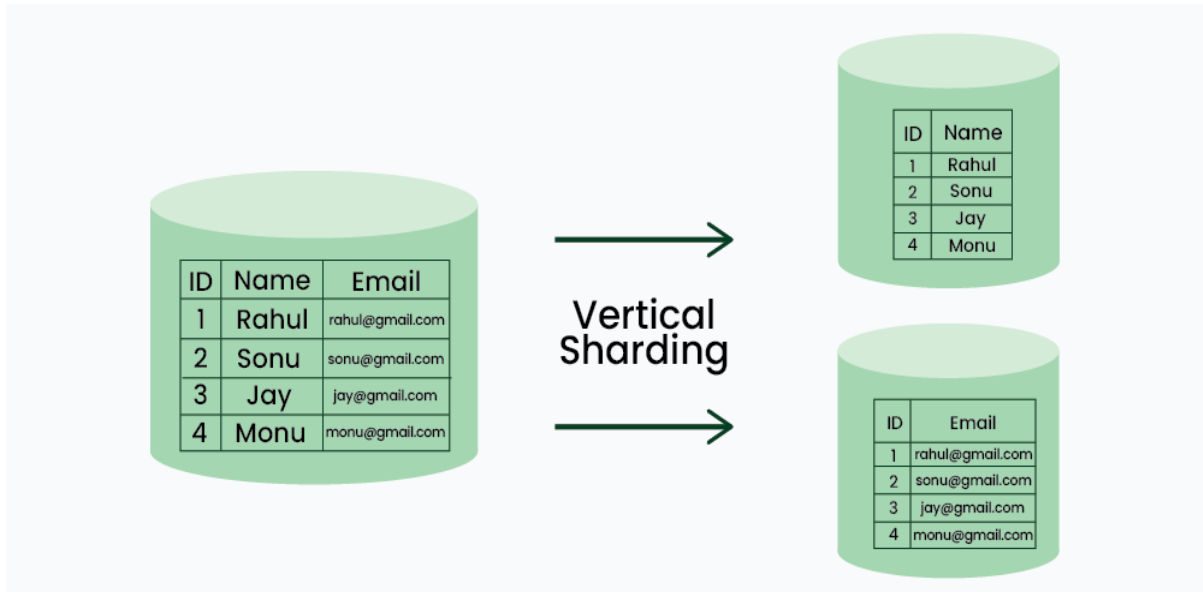 ID Name Email
1 Rahul rahul@gmail.com
2 Sonu sonu@gmail.com
3 Jay jay@gmail.com
4 Monu monu@gmail.com
Vertical
Sharding
ID Name
1 Rahul
2 Sonu
3 Jay
4 Monu
ID Email
1 rahul@gmail.com
2 sonu@gmail.com
3 jay@gmail.com
4 monu@gmail.com